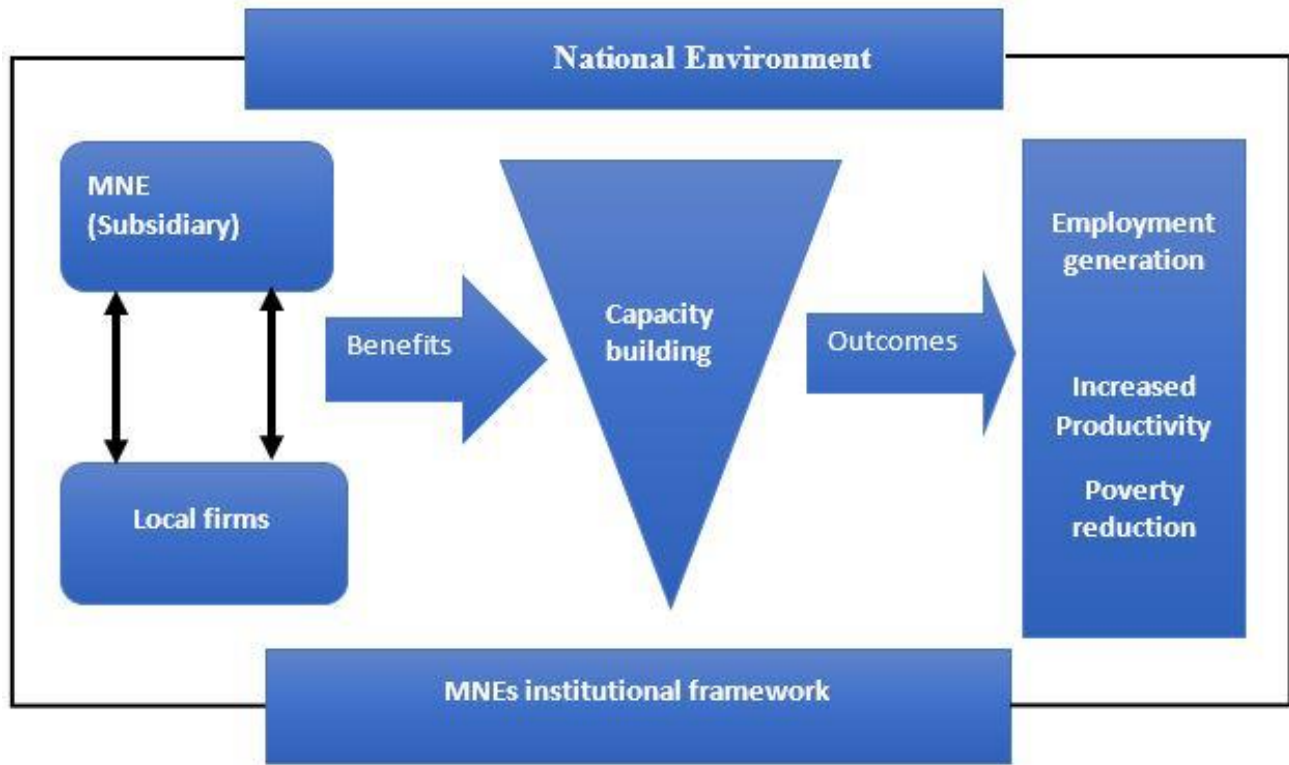 National Environment
MNE
(Subsidiary)
Local firms
Benefits
Capacity
building
Outcomes
Employment
generation
Increased
Productivity
Poverty
reduction
MNEs institutional framework